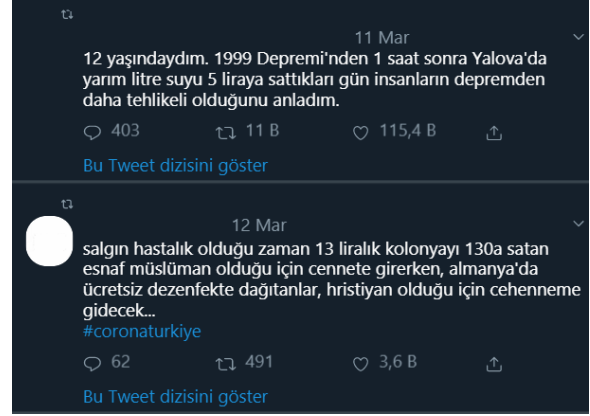 11 Mar
12 yaşındaydım. 1999 Depremi'nden 1 saat sonra Yalova'da
yarım litre suyu 5 liraya sattıkları gün insanların depremden
daha tehlikeli olduğunu anladım.
403 11 B 115,4 B
Bu Tweet dizisini göster
12 Mar
salgın hastalık olduğu zaman 13 liralık kolonyayı 130a satan
esnaf müslüman olduğu için cennete girerken, almanya'da
ücretsiz dezenfekte dağıtanlar, hristiyan olduğu için cehenneme
gidecek...
#coronaturkiye
62 491 3,6 B
Bu Tweet dizisini göster